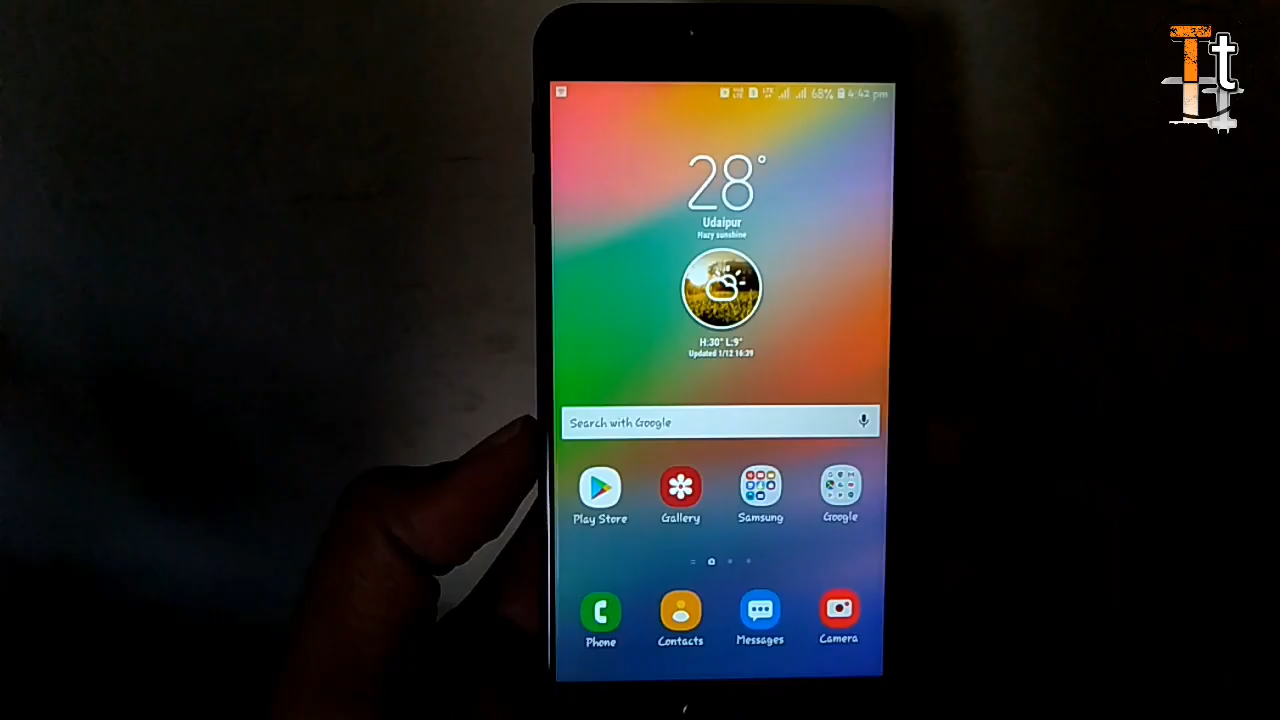 68% 4:42 pm
28°
Udaipur
Hazy sunshine
H:30° L:9°
Updated 1/12 16:39
Search with Google
Play Store Gallery Samsung Google
Phone Contacts Messages Camera
Tt